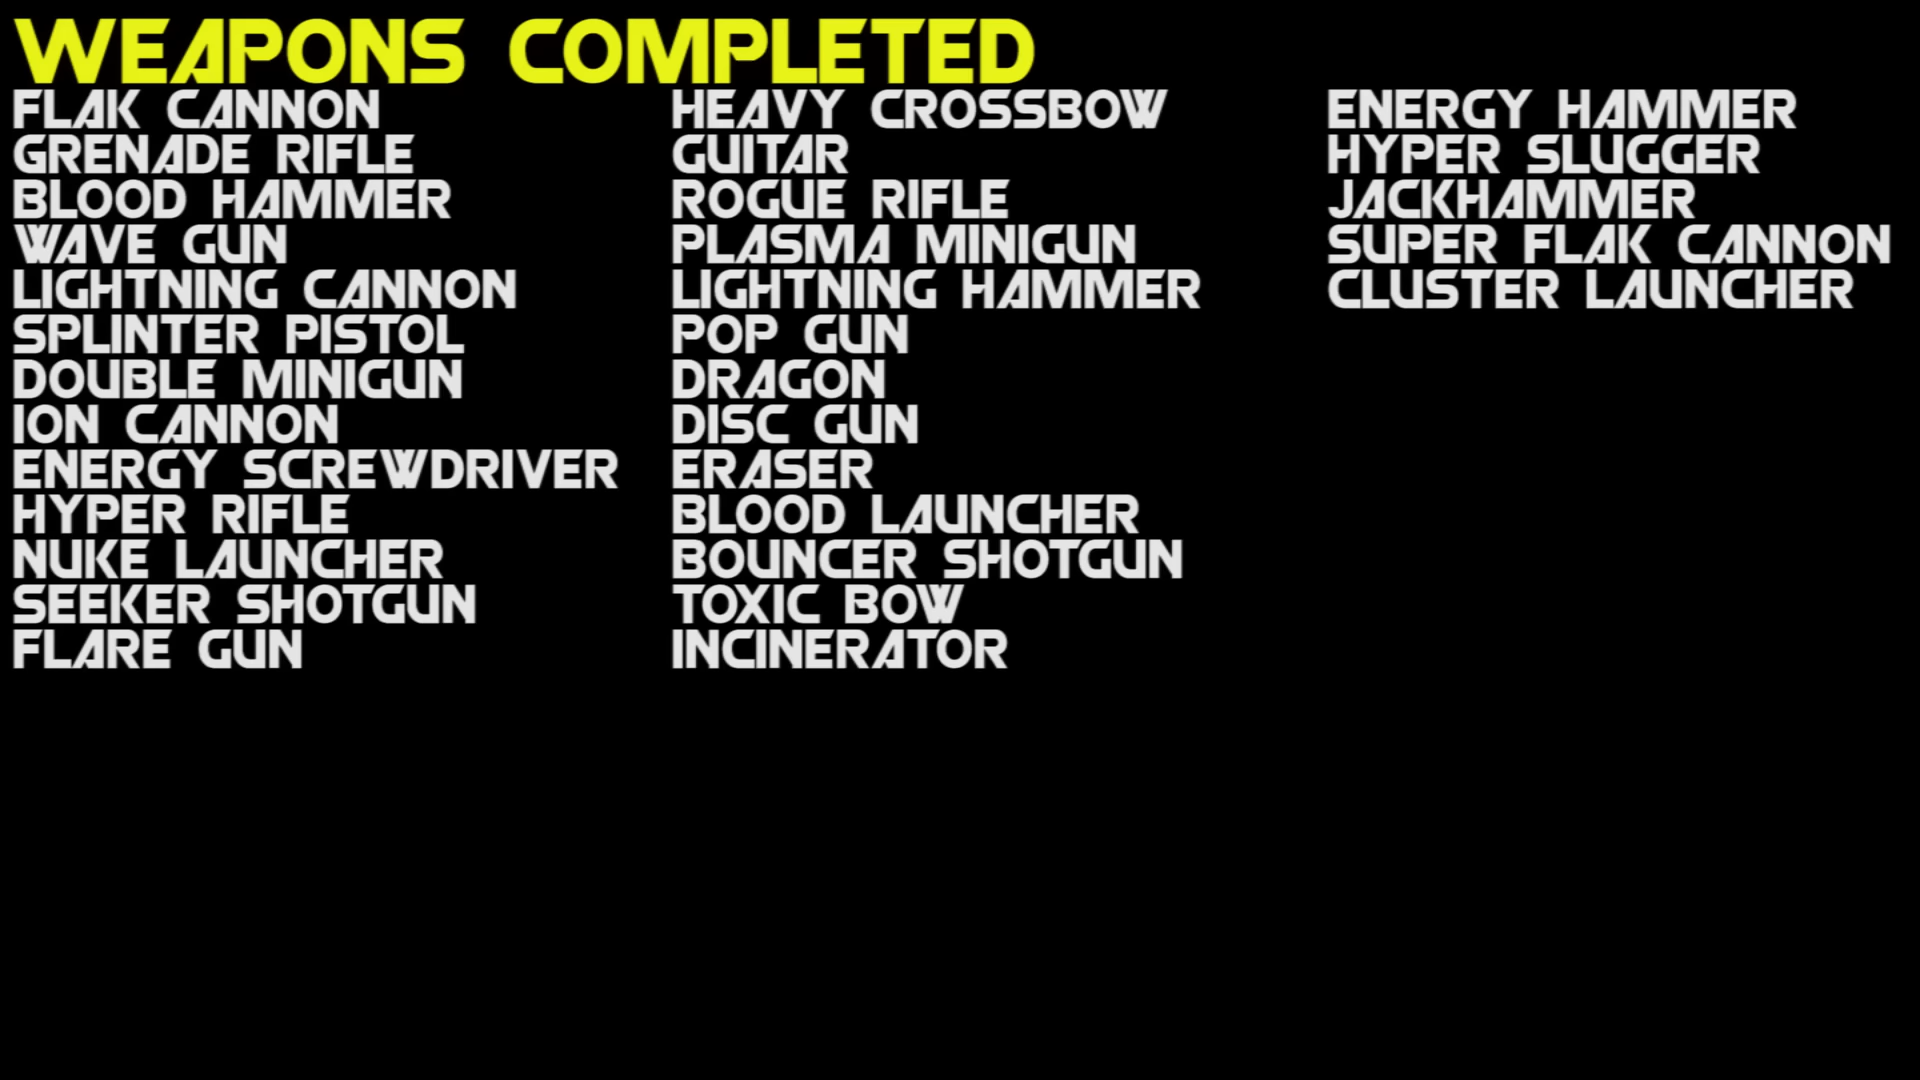 WEAPONS COMPLETED
FLAK CANNON
GRENADE RIFLE
BLOOD HAMMER
WAVE GUN
LIGHTNING CANNON
SPLINTER PISTOL
DOUBLE MINIGUN
ION CANNON
ENERGY SCREWDRIVER
HYPER RIFLE
NUKE LAUNCHER
SEEKER SHOTGUN
FLARE GUN
HEAVY CROSSBOW
GUITAR
ROGUE RIFLE
PLASMA MINIGUN
LIGHTNING HAMMER
POP GUN
DRAGON
DISC GUN
ERASER
BLOOD LAUNCHER
BOUNCER SHOTGUN
TOXIC BOW
INCINERATOR
ENERGY HAMMER
HYPER SLUGGER
JACKHAMMER
SUPER FLAK CANNON
CLUSTER LAUNCHER